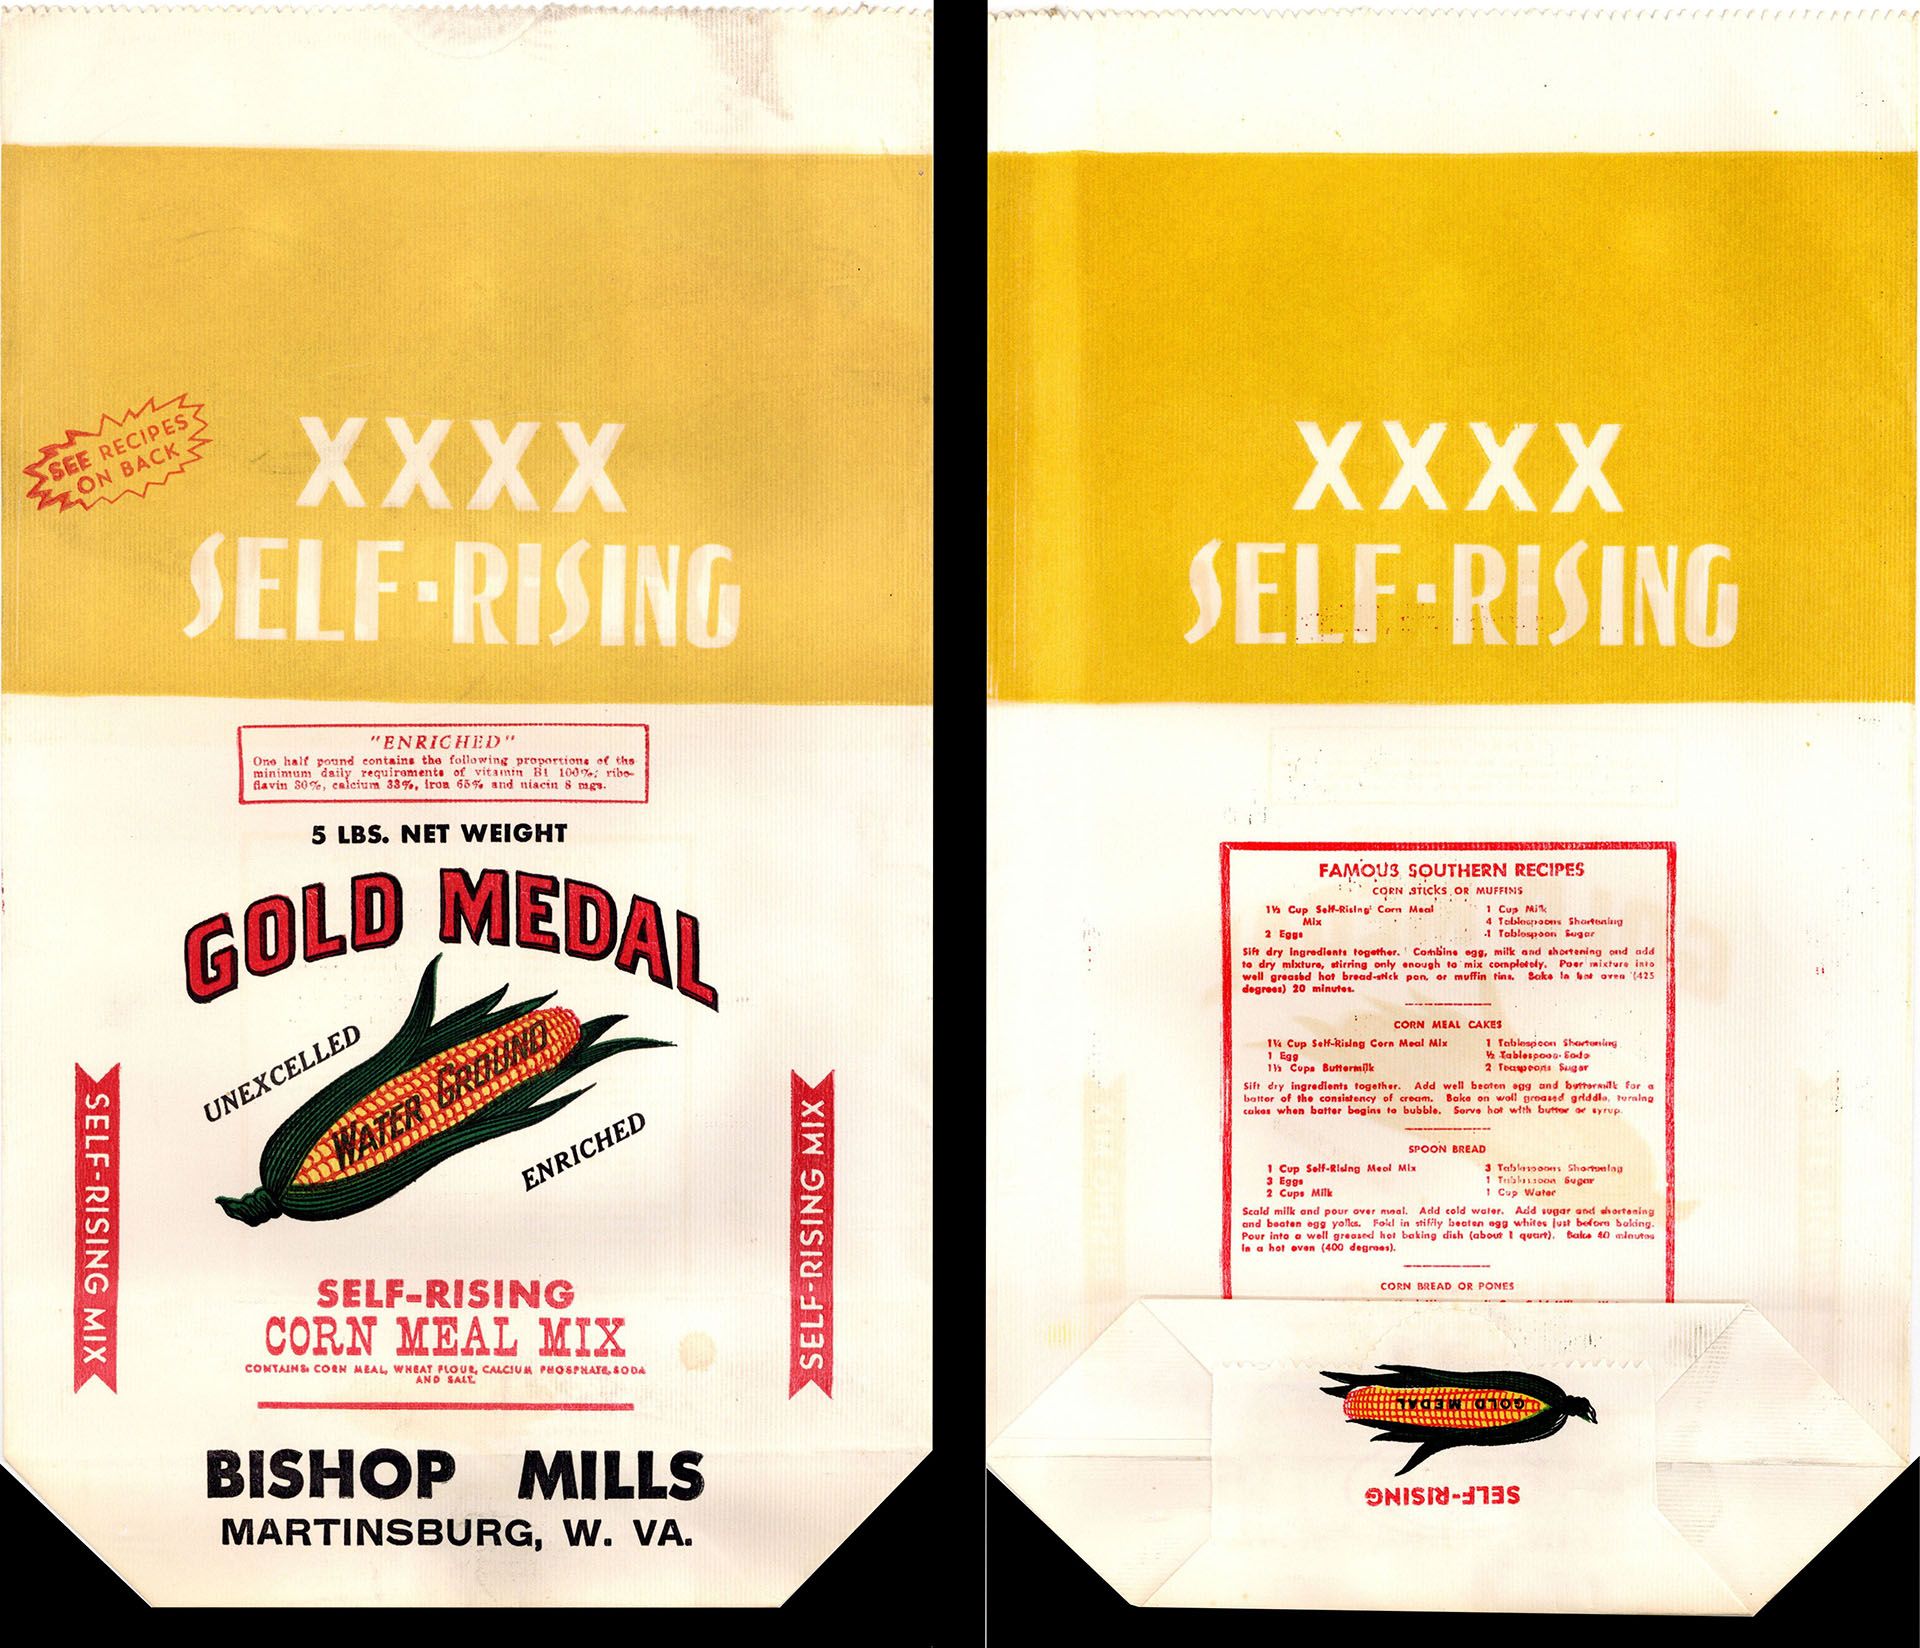 SEE RECIPES
ON BACK
XXXX
SELF-RISING
"ENRICHED"
One half pound contains the following proportions of the
minimum daily requirements of vitamin B1 100%; ribo-
flavin 30%, calcium 33%, iron 65% and niacin 8 mgs.
5 LBS. NET WEIGHT
GOLD MEDAL
UNEXCELLED
WATER GROUND
ENRICHED
SELF-RISING MIX
SELF-RISING MIX
SELF-RISING
CORN MEAL MIX
CONTAINS: CORN MEAL, WHEAT FLOUR, CALCIUM PHOSPHATE, SODA
AND SALT.
BISHOP MILLS
MARTINSBURG, W. VA.
XXXX
SELF-RISING
FAMOUS SOUTHERN RECIPES
CORN STICKS OR MUFFINS
1½ Cup Self-Rising Corn Meal 1 Cup Milk
Mix 4 Tablespoons Shortening
2 Eggs 1 Tablespoon Sugar
Sift dry ingredients together. Combine egg, milk and shortening and add
to dry mixture, stirring only enough to mix completely. Poer mixture into
well greased hot bread-stick pan, or muffin tins. Bake in hot oven (425
degrees) 20 minutes.
CORN MEAL CAKES
1¼ Cup Self-Rising Corn Meal Mix 1 Tablespoon Shortening
1 Egg ½ Tablespoon Soda
1½ Cups Buttermilk 2 Teaspoons Sugar
Sift dry ingredients together. Add well beaten egg and buttermilk for a
batter of the consistency of cream. Bake on well greased griddle, turning
cakes when batter begins to bubble. Serve hot with butter or syrup.
SPOON BREAD
1 Cup Self-Rising Meal Mix 3 Tablespoons Shortening
3 Eggs 1 Tablespoon Sugar
2 Cups Milk 1 Cup Water
Scald milk and pour over meal. Add cold water. Add sugar and shortening
and beaten egg yolks. Fold in stiffly beaten egg whites just before baking.
Pour into a well greased hot baking dish (about 1 quart). Bake 40 minutes
in a hot oven (400 degrees).
CORN BREAD OR PONES
GOLD MEDAL
SELF-RISING